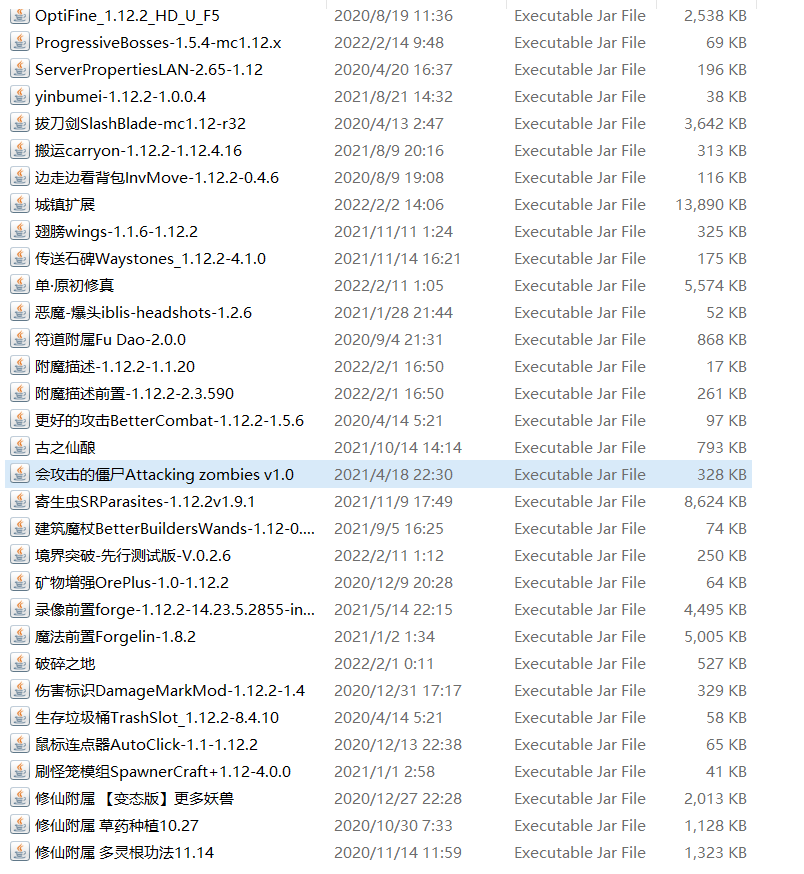 OptiFine_1.12.2_HD_U_F5 2020/8/19 11:36 Executable Jar File 2,538 KB
ProgressiveBosses-1.5.4-mc1.12.x 2022/2/14 9:48 Executable Jar File 69 KB
ServerPropertiesLAN-2.65-1.12 2020/4/20 16:37 Executable Jar File 196 KB
yinbumei-1.12.2-1.0.0.4 2021/8/21 14:32 Executable Jar File 38 KB
拔刀剑SlashBlade-mc1.12-r32 2020/4/13 2:47 Executable Jar File 3,642 KB
搬运carryon-1.12.2-1.12.4.16 2021/8/9 20:16 Executable Jar File 313 KB
边走边看背包InvMove-1.12.2-0.4.6 2020/8/9 19:08 Executable Jar File 116 KB
城镇扩展 2022/2/2 14:06 Executable Jar File 13,890 KB
翅膀wings-1.1.6-1.12.2 2021/11/11 1:24 Executable Jar File 325 KB
传送石碑Waystones_1.12.2-4.1.0 2021/11/14 16:21 Executable Jar File 175 KB
单·原初修真 2022/2/11 1:05 Executable Jar File 5,574 KB
恶魔-爆头iblis-headshots-1.2.6 2021/1/28 21:44 Executable Jar File 52 KB
符道附属Fu Dao-2.0.0 2020/9/4 21:31 Executable Jar File 868 KB
附魔描述-1.12.2-1.1.20 2022/2/1 16:50 Executable Jar File 17 KB
附魔描述前置-1.12.2-2.3.590 2022/2/1 16:50 Executable Jar File 261 KB
更好的攻击BetterCombat-1.12.2-1.5.6 2020/4/14 5:21 Executable Jar File 97 KB
古之仙酿 2021/10/14 14:14 Executable Jar File 793 KB
会攻击的僵尸Attacking zombies v1.0 2021/4/18 22:30 Executable Jar File 328 KB
寄生虫SRParasites-1.12.2v1.9.1 2021/11/9 17:49 Executable Jar File 8,624 KB
建筑魔杖BetterBuildersWands-1.12-0.... 2021/9/5 16:25 Executable Jar File 74 KB
境界突破-先行测试版-V.0.2.6 2022/2/11 1:12 Executable Jar File 250 KB
矿物增强OrePlus-1.0-1.12.2 2020/12/9 20:28 Executable Jar File 64 KB
录像前置forge-1.12.2-14.23.5.2855-in... 2021/5/14 22:15 Executable Jar File 4,495 KB
魔法前置Forgelin-1.8.2 2021/1/2 1:34 Executable Jar File 5,005 KB
破碎之地 2022/2/1 0:11 Executable Jar File 527 KB
伤害标识DamageMarkMod-1.12.2-1.4 2020/12/31 17:17 Executable Jar File 329 KB
生存垃圾桶TrashSlot_1.12.2-8.4.10 2020/4/14 5:21 Executable Jar File 58 KB
鼠标连点器AutoClick-1.1-1.12.2 2020/12/13 22:38 Executable Jar File 65 KB
刷怪笼模组SpawnerCraft+1.12-4.0.0 2021/1/1 2:58 Executable Jar File 41 KB
修仙附属 【变态版】更多妖兽 2020/12/27 22:28 Executable Jar File 2,013 KB
修仙附属 草药种植10.27 2020/10/30 7:33 Executable Jar File 1,128 KB
修仙附属 多灵根功法11.14 2020/11/14 11:59 Executable Jar File 1,323 KB